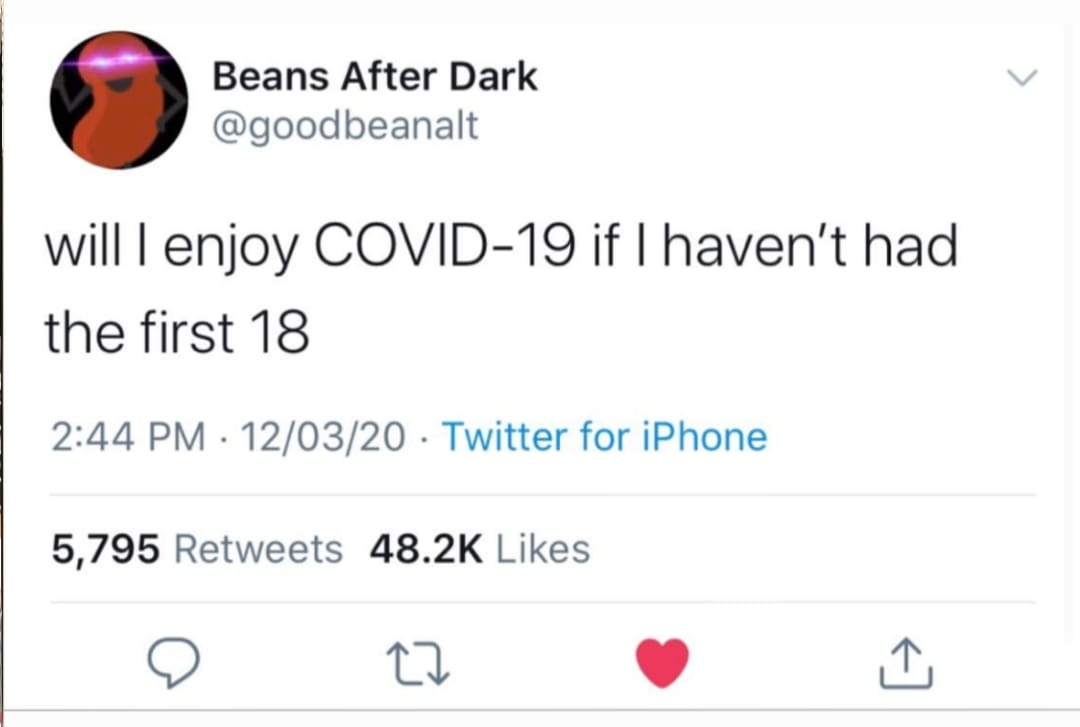 Beans After Dark
@goodbeanalt
will I enjoy COVID-19 if I haven't had
the first 18
2:44 PM · 12/03/20 · Twitter for iPhone
5,795 Retweets 48.2K Likes